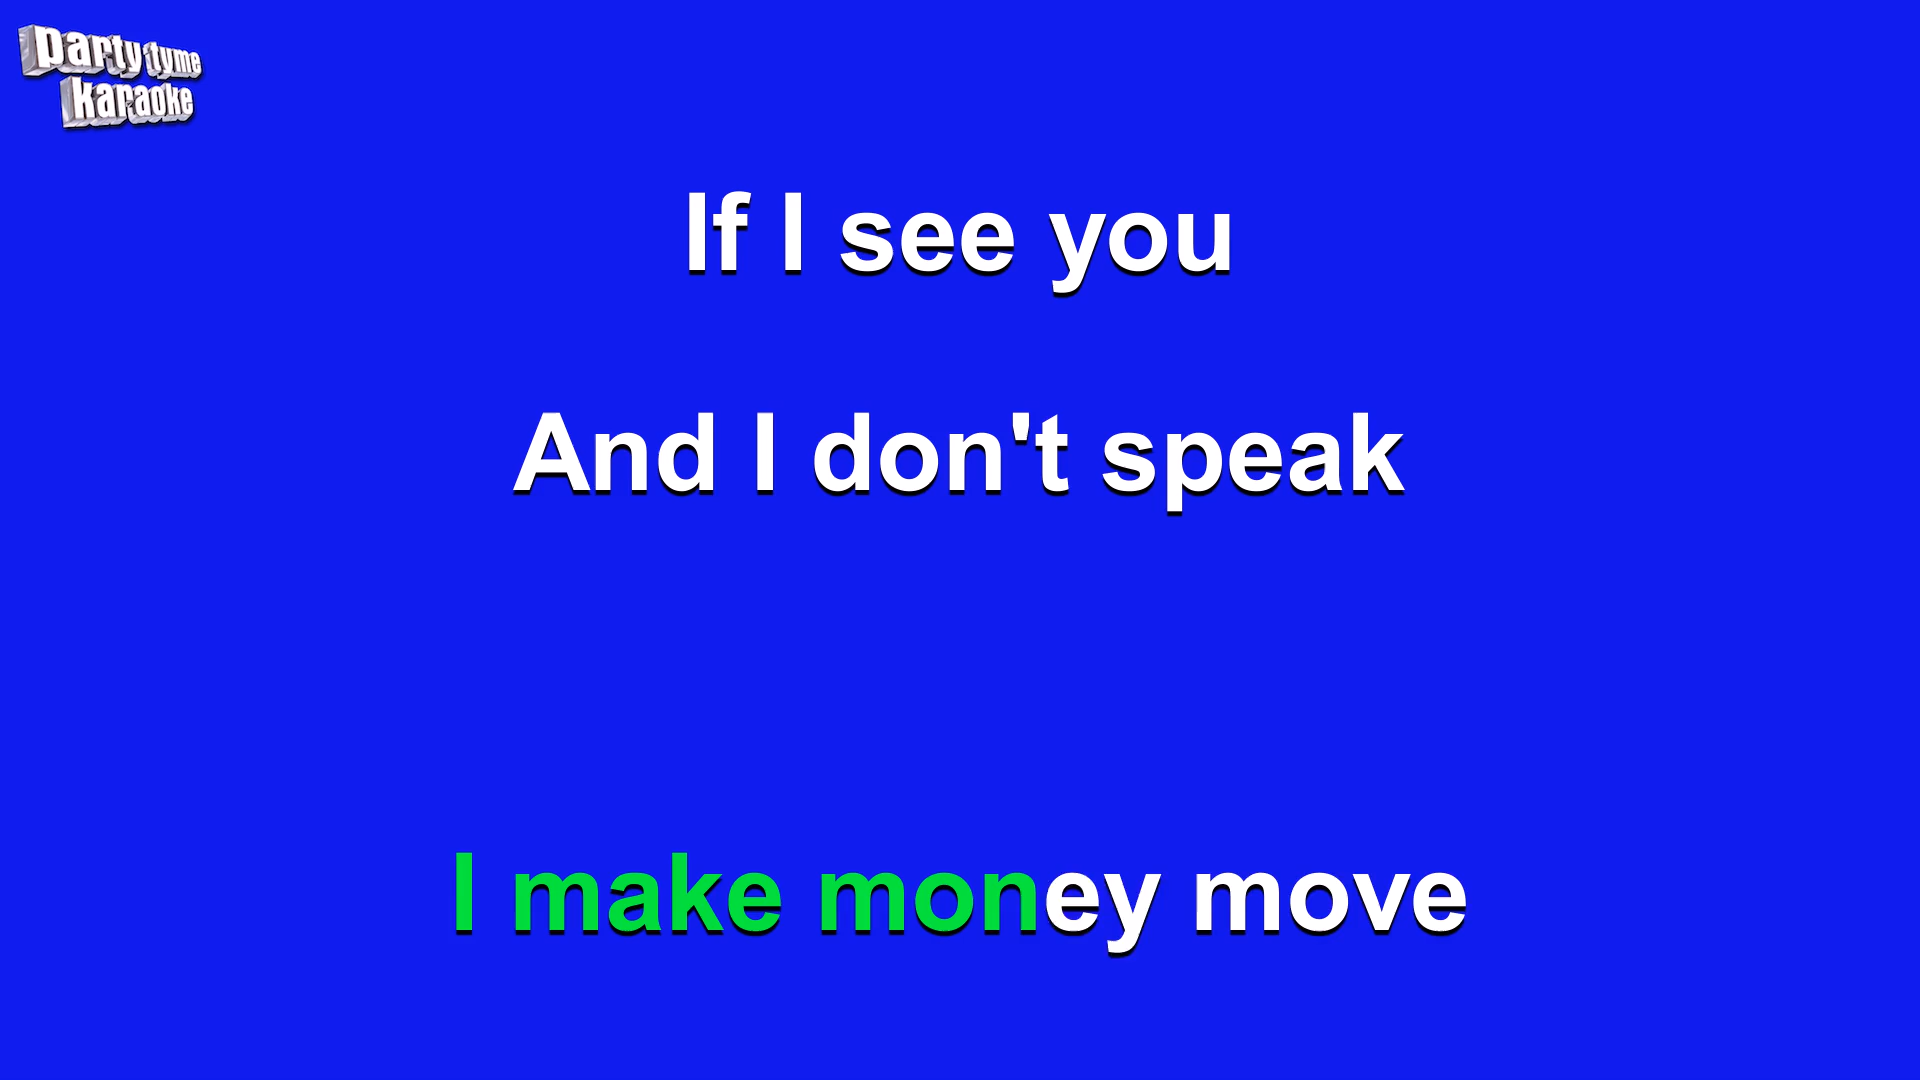 party tyme
karaoke
If I see you
And I don't speak
I make money move